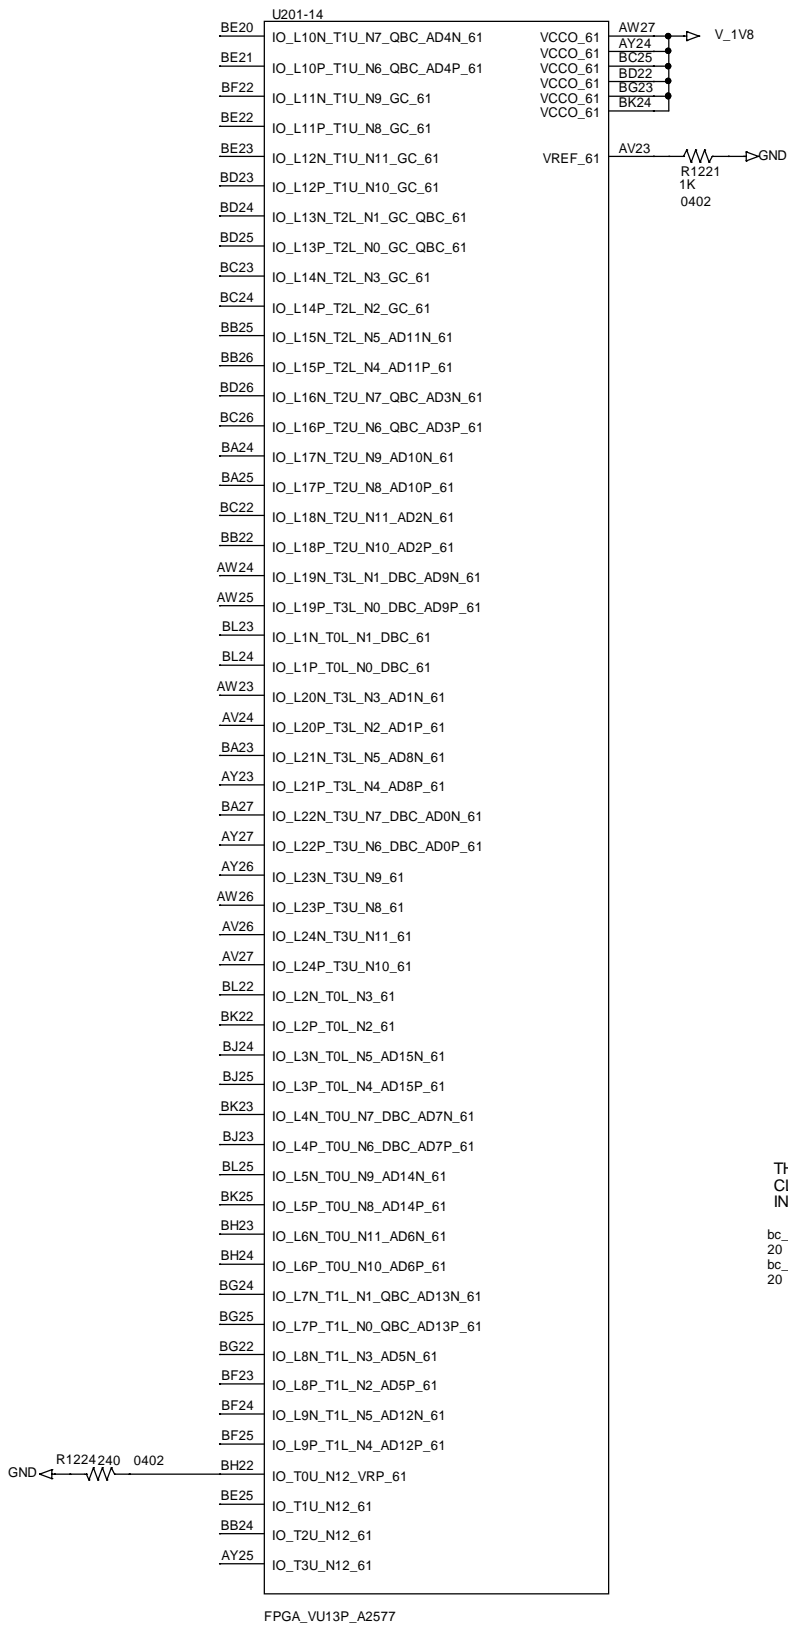 U201-14
BE20 IO_L10N_T1U_N7_QBC_AD4N_61 VCCO_61 AW27 V_1V8
VCCO_61 AY24
BE21 IO_L10P_T1U_N6_QBC_AD4P_61 VCCO_61 BC25
VCCO_61 BD22
BF22 IO_L11N_T1U_N9_GC_61 VCCO_61 BG23
VCCO_61 BK24
BE22 IO_L11P_T1U_N8_GC_61
BE23 IO_L12N_T1U_N11_GC_61 VREF_61 AV23 GND
R1221
1K
0402
BD23 IO_L12P_T1U_N10_GC_61
BD24 IO_L13N_T2L_N1_GC_QBC_61
BD25 IO_L13P_T2L_N0_GC_QBC_61
BC23 IO_L14N_T2L_N3_GC_61
BC24 IO_L14P_T2L_N2_GC_61
BB25 IO_L15N_T2L_N5_AD11N_61
BB26 IO_L15P_T2L_N4_AD11P_61
BD26 IO_L16N_T2U_N7_QBC_AD3N_61
BC26 IO_L16P_T2U_N6_QBC_AD3P_61
BA24 IO_L17N_T2U_N9_AD10N_61
BA25 IO_L17P_T2U_N8_AD10P_61
BC22 IO_L18N_T2U_N11_AD2N_61
BB22 IO_L18P_T2U_N10_AD2P_61
AW24 IO_L19N_T3L_N1_DBC_AD9N_61
AW25 IO_L19P_T3L_N0_DBC_AD9P_61
BL23 IO_L1N_T0L_N1_DBC_61
BL24 IO_L1P_T0L_N0_DBC_61
AW23 IO_L20N_T3L_N3_AD1N_61
AV24 IO_L20P_T3L_N2_AD1P_61
BA23 IO_L21N_T3L_N5_AD8N_61
AY23 IO_L21P_T3L_N4_AD8P_61
BA27 IO_L22N_T3U_N7_DBC_AD0N_61
AY27 IO_L22P_T3U_N6_DBC_AD0P_61
AY26 IO_L23N_T3U_N9_61
AW26 IO_L23P_T3U_N8_61
AV26 IO_L24N_T3U_N11_61
AV27 IO_L24P_T3U_N10_61
BL22 IO_L2N_T0L_N3_61
BK22 IO_L2P_T0L_N2_61
BJ24 IO_L3N_T0L_N5_AD15N_61
BJ25 IO_L3P_T0L_N4_AD15P_61
BK23 IO_L4N_T0U_N7_DBC_AD7N_61
BJ23 IO_L4P_T0U_N6_DBC_AD7P_61
BL25 IO_L5N_T0U_N9_AD14N_61
BK25 IO_L5P_T0U_N8_AD14P_61
BH23 IO_L6N_T0U_N11_AD6N_61
BH24 IO_L6P_T0U_N10_AD6P_61
BG24 IO_L7N_T1L_N1_QBC_AD13N_61
BG25 IO_L7P_T1L_N0_QBC_AD13P_61
BG22 IO_L8N_T1L_N3_AD5N_61
BF23 IO_L8P_T1L_N2_AD5P_61
BF24 IO_L9N_T1L_N5_AD12N_61
BF25 IO_L9P_T1L_N4_AD12P_61
GND R1224 240 0402 BH22 IO_T0U_N12_VRP_61
BE25 IO_T1U_N12_61
BB24 IO_T2U_N12_61
AY25 IO_T3U_N12_61
FPGA_VU13P_A2577
IN
bc_
20
bc_
20